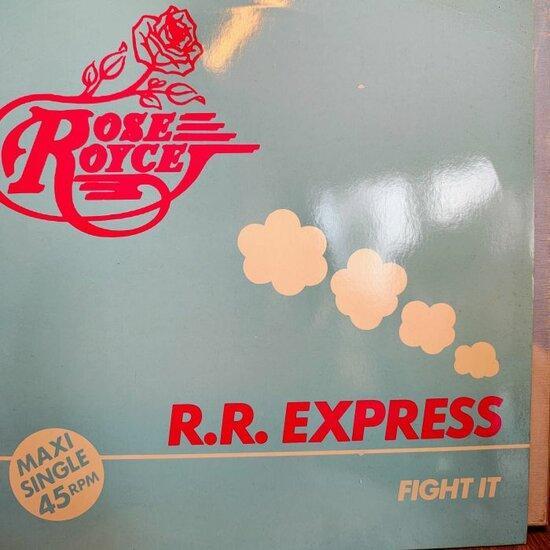 ROSE
ROYCE
R.R. EXPRESS
MAXI
SINGLE
45 RPM
FIGHT IT